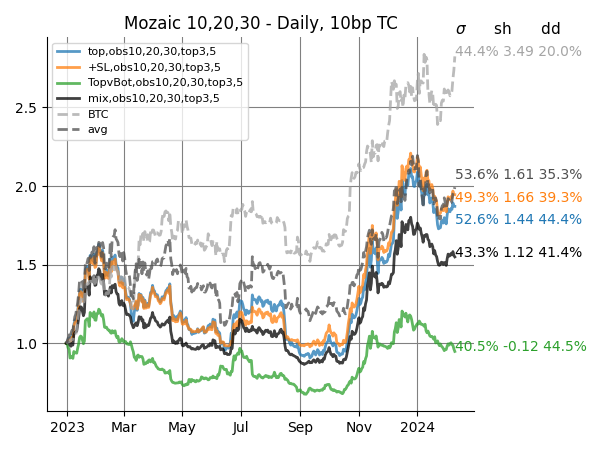 Mozaic 10,20,30 - Daily, 10bp TC
σ sh dd
top,obs10,20,30,top3,5
+SL,obs10,20,30,top3,5
TopvBot,obs10,20,30,top3,5
mix,obs10,20,30,top3,5
BTC
avg
44.4% 3.49 20.0%
53.6% 1.61 35.3%
49.3% 1.66 39.3%
52.6% 1.44 44.4%
43.3% 1.12 41.4%
40.5% -0.12 44.5%
2.5
2.0
1.5
1.0
2023 Mar May Jul Sep Nov 2024